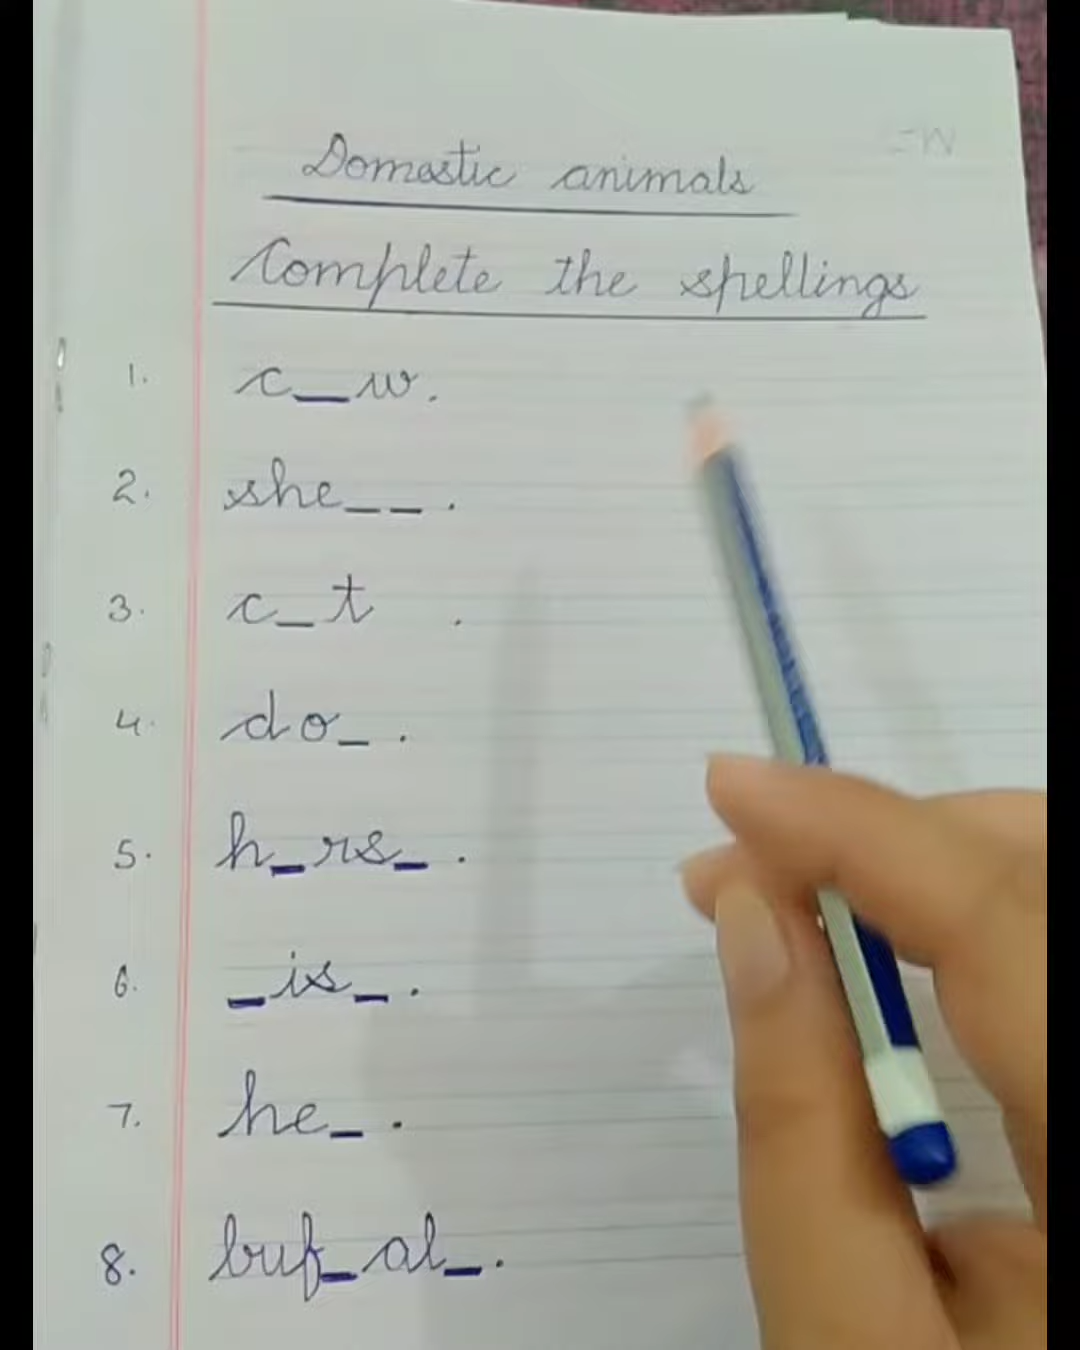 Domestic animals
Complete the spellings
1. c_w.
2. she__.
3. c_t .
4. do_.
5. h_rs_.
6. _is_.
7. he_.
8. buf_al_.